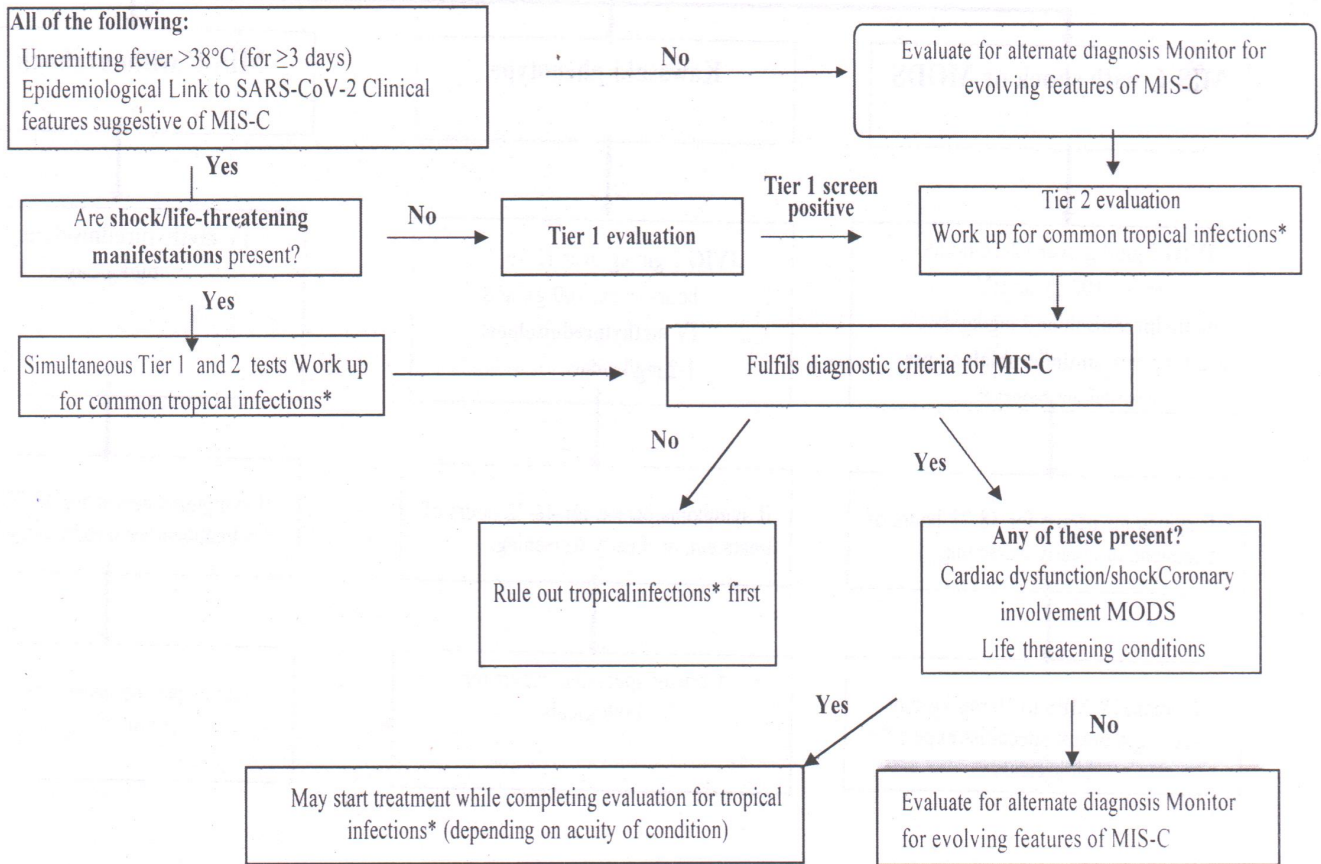 All of the following:
Unremitting fever >38°C (for ≥3 days)
Epidemiological Link to SARS-CoV-2 Clinical
features suggestive of MIS-C
No
Evaluate for alternate diagnosis Monitor for
evolving features of MIS-C
Yes
Are shock/life-threatening
manifestations present?
No
Tier 1 evaluation
Tier 1 screen
positive
Tier 2 evaluation
Work up for common tropical infections*
Yes
Simultaneous Tier 1 and 2 tests Work up
for common tropical infections*
Fulfils diagnostic criteria for MIS-C
No
Yes
Rule out tropicalinfections* first
Any of these present?
Cardiac dysfunction/shockCoronary
involvement MODS
Life threatening conditions
Yes
No
May start treatment while completing evaluation for tropical
infections* (depending on acuity of condition)
Evaluate for alternate diagnosis Monitor
for evolving features of MIS-C